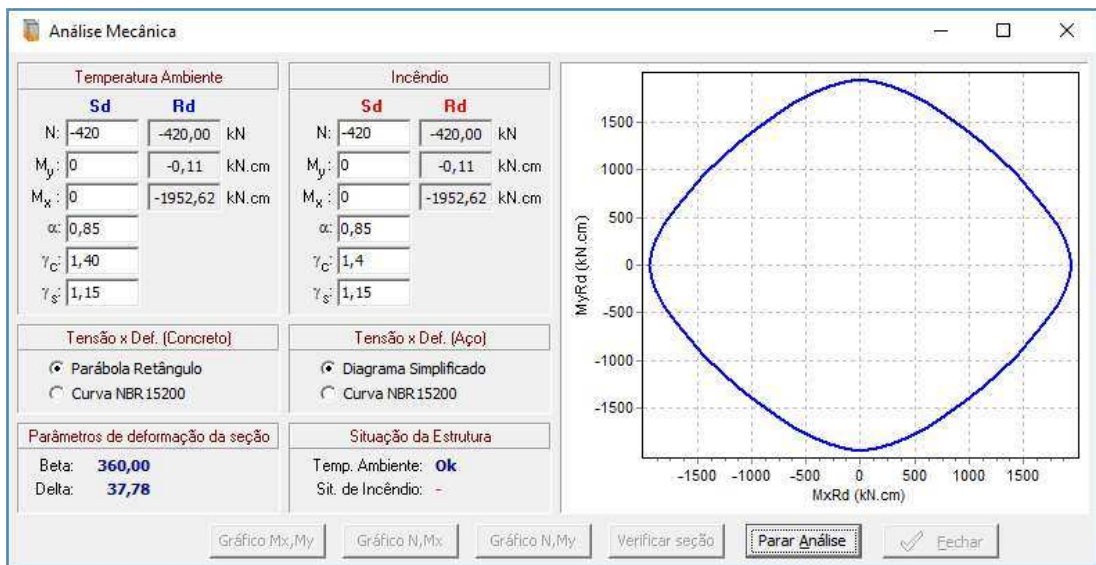 Análise Mecânica
Temperatura Ambiente
Sd Rd
N: -420 -420,00 kN
My: 0 -0,11 kN.cm
Mx : 0 -1952,62 kN.cm
α: 0,85
γc: 1,40
γs: 1,15
Incêndio
Sd Rd
N: -420 -420,00 kN
My: 0 -0,11 kN.cm
Mx : 0 -1952,62 kN.cm
α: 0,85
γc: 1,4
γs: 1,15
Tensão x Def. (Concreto)
Parábola Retângulo
Curva NBR15200
Tensão x Def. (Aço)
Diagrama Simplificado
Curva NBR15200
Parâmetros de deformação da seção
Beta: 360,00
Delta: 37,78
Situação da Estrutura
Temp. Ambiente: Ok
Sit. de Incêndio: -
MyRd (kN.cm)
1500
1000
500
0
-500
-1000
-1500
-1500 -1000 -500 0 500 1000 1500
MxRd (kN.cm)
Gráfico Mx,My Gráfico N,Mx Gráfico N,My Verificar seção Parar Análise Fechar